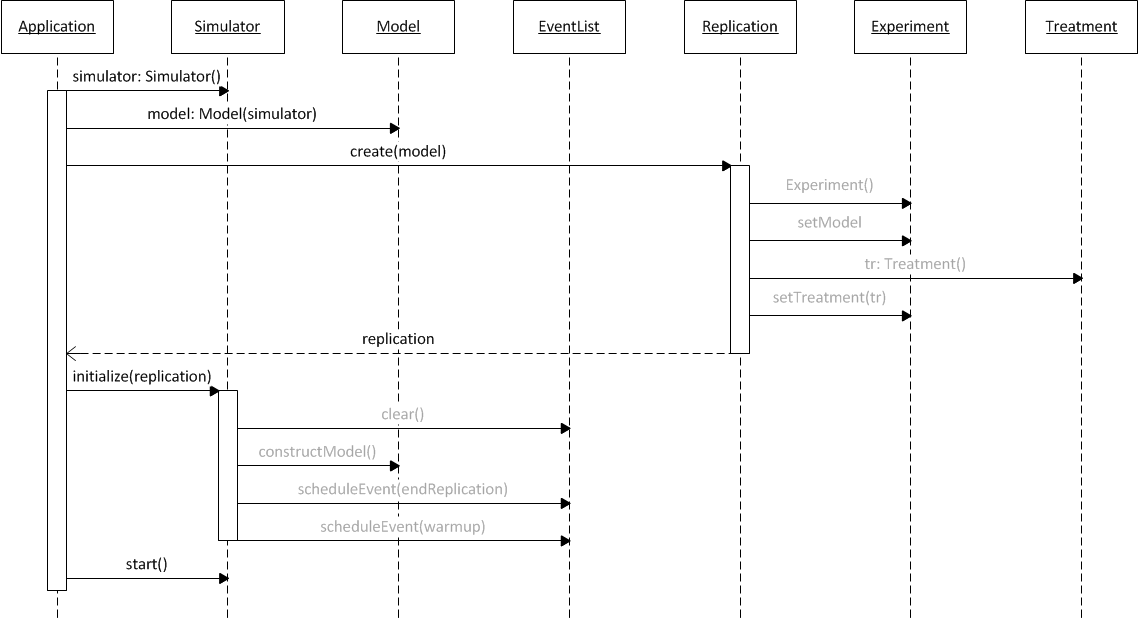 Application
Simulator
Model
EventList
Replication
Experiment
Treatment
simulator: Simulator()
model: Model(simulator)
create(model)
Experiment()
setModel
tr: Treatment()
setTreatment(tr)
replication
initialize(replication)
clear()
constructModel()
scheduleEvent(endReplication)
scheduleEvent(warmup)
start()